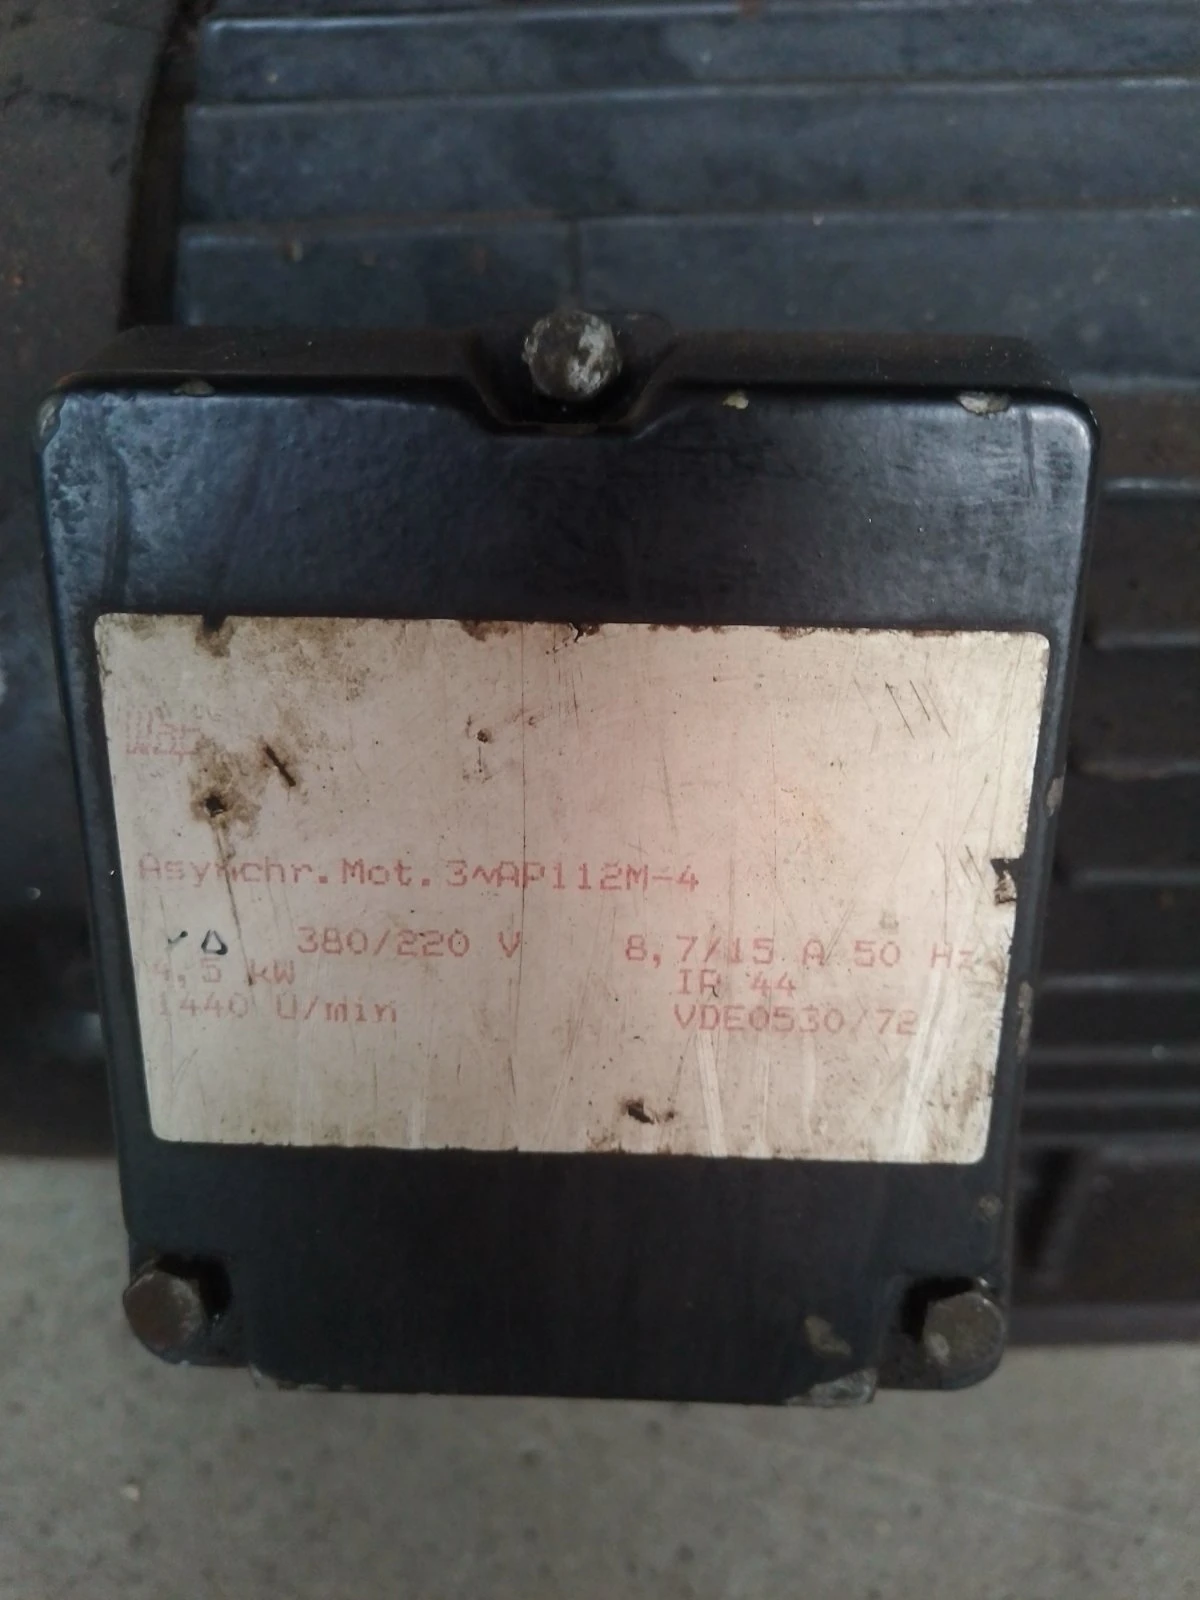 Asynchr.Mot.3~AP112M-4
Y Δ 380/220 V 8,7/15 A 50 Hz
4,5 kW IP 44
1440 U/min VDE0530/72